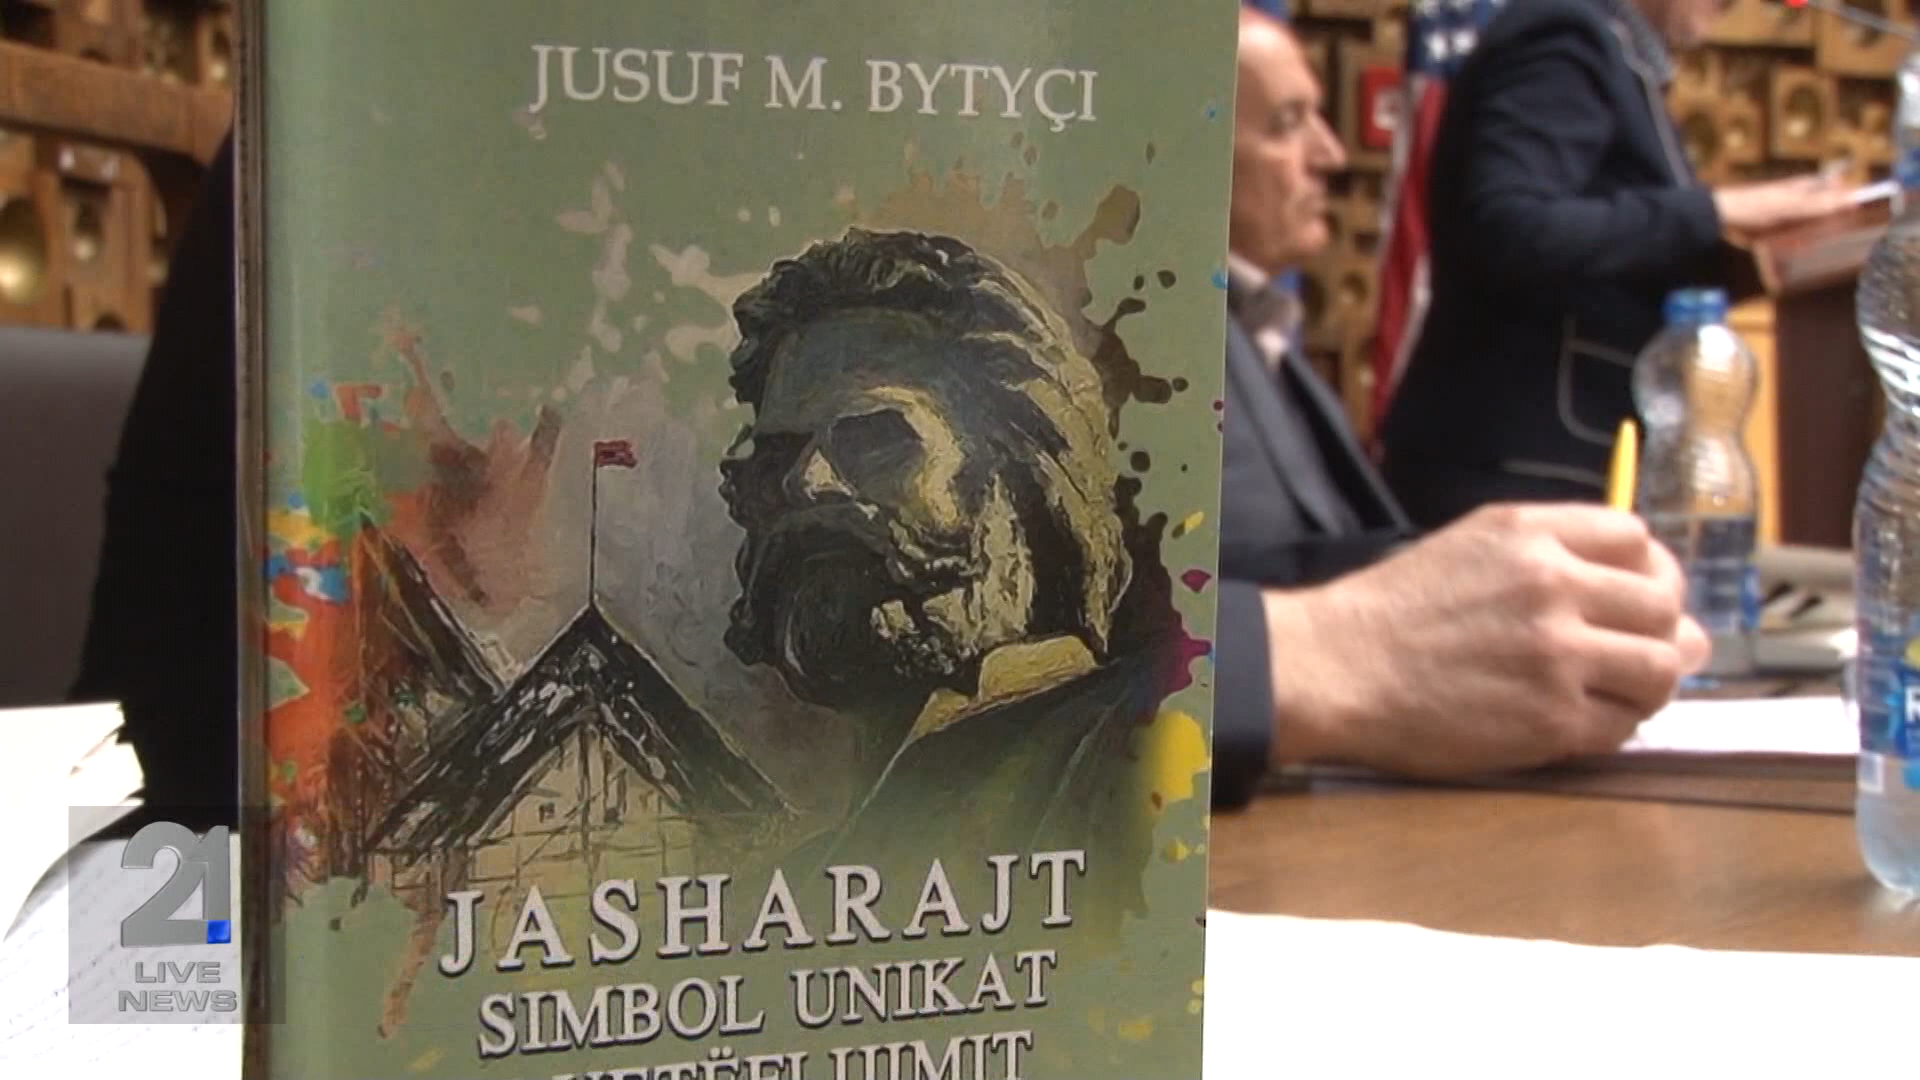 JUSUF M. BYTYÇI
JASHARAJT
SIMBOL UNIKAT
21
LIVE
NEWS